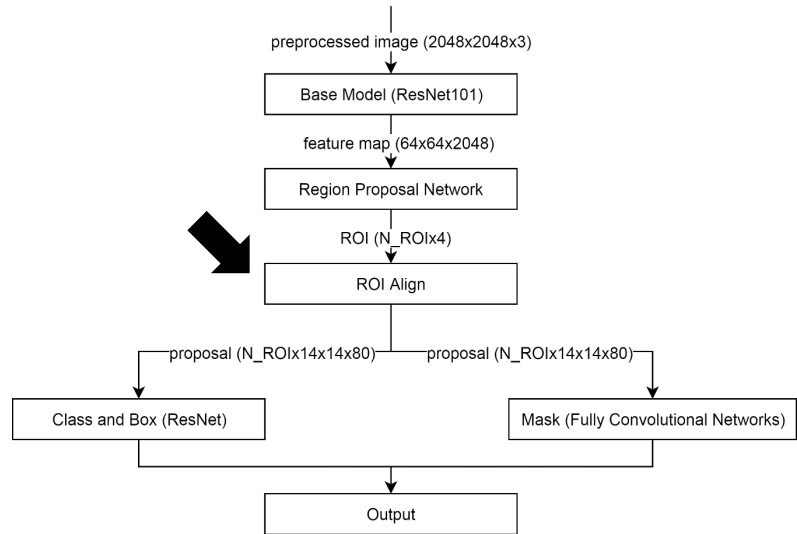 preprocessed image (2048x2048x3)
Base Model (ResNet101)
feature map (64x64x2048)
Region Proposal Network
ROI (N_ROIx4)
ROI Align
proposal (N_ROIx14x14x80)
proposal (N_ROIx14x14x80)
Class and Box (ResNet)
Mask (Fully Convolutional Networks)
Output